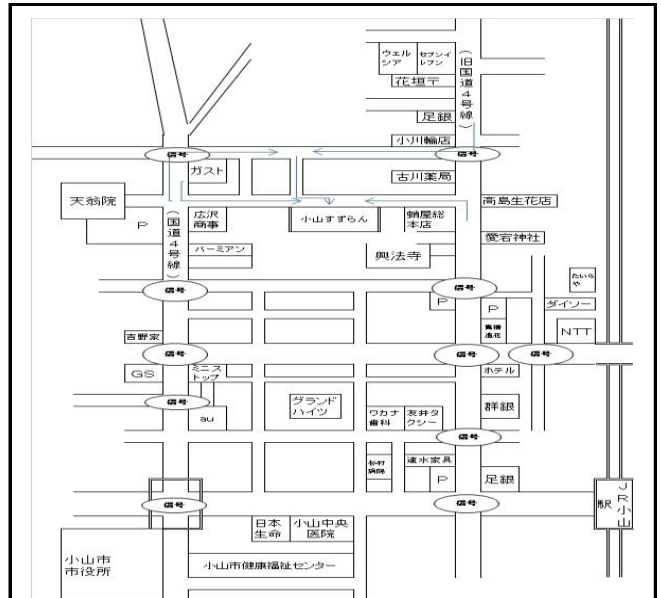 ウェル
シア
セブンイ
レブン
花垣〒
(旧国道4号線)
足銀
小川輪店
信号
信号
ガスト
古川薬局
天翁院
P
(国道4号線)
広沢
商事
小山すずらん
蛸屋総
本店
高島生花店
バーミアン
興法寺
愛宕神社
たいら
や
信号
信号
P
P
ダイソー
吉野家
NTT
信号
信号
信号
GS
ミニス
トップ
ホテル
信号
au
グランド
ハイツ
ワカナ
歯科
友井タ
クシー
群銀
信号
杉村
病院
速水家具
P
足銀
信号
信号
JR小山
駅
日本
生命
小山中央
医院
小山市
市役所
小山市健康福祉センター